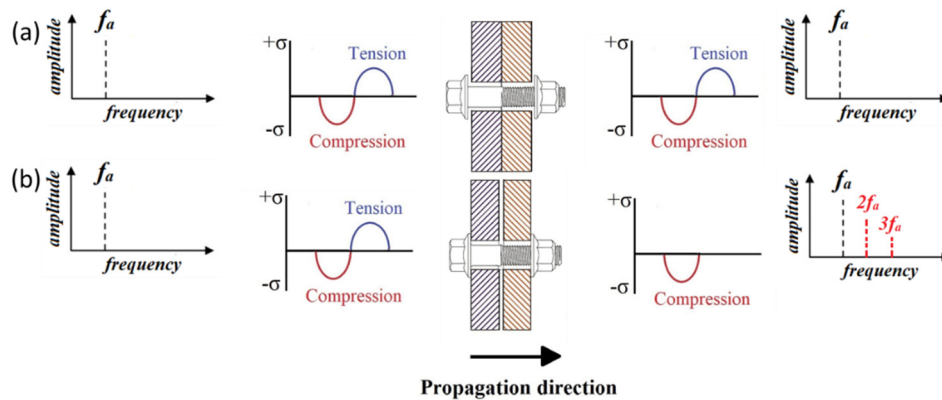 (a)
amplitude
fa
frequency
+σ
Tension
-σ
Compression
+σ
Tension
-σ
Compression
amplitude
fa
frequency
(b)
amplitude
fa
frequency
+σ
Tension
-σ
Compression
+σ
-σ
Compression
amplitude
fa
2fa
3fa
frequency
Propagation direction